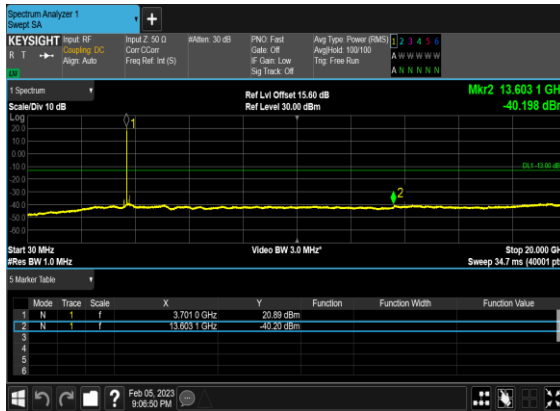 Spectrum Analyzer 1
Swept SA
+
KEYSIGHT Input: RF Input Z: 50 Ω #Atten: 30 dB PNO: Fast Avg Type: Power (RMS) 1 2 3 4 5 6
R T Coupling: DC Corr CCorr Gate: Off Avg|Hold: 100/100 A W W W W W
Align: Auto Freq Ref: Int (S) IF Gain: Low Trig: Free Run
Sig Track: Off A N N N N N
1 Spectrum
Ref Lvl Offset 15.60 dB Mkr2 13.603 1 GHz
Scale/Div 10 dB Ref Level 30.00 dBm -40.198 dBm
Log
1
20.0
10.0
0.00
-10.0
DL1 -13.00 dB
-20.0
-30.0
2
-40.0
-50.0
-60.0
Start 30 MHz Video BW 3.0 MHz* Stop 20.000 GH
#Res BW 1.0 MHz Sweep 34.7 ms (40001 pts
5 Marker Table
Mode Trace Scale X Y Function Function Width Function Value
1 N 1 f 3.701 0 GHz 20.89 dBm
2 N 1 f 13.603 1 GHz -40.20 dBm
3
4
5
6
? Feb 05, 2023
9:06:50 PM